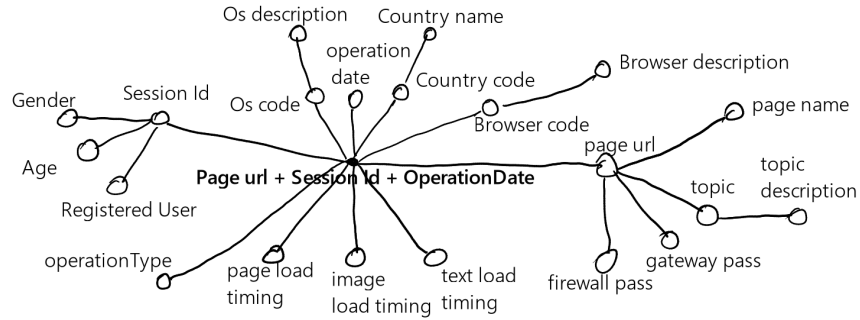 Os description
Country name
operation
date
Browser description
Gender
Session Id
Os code
Country code
Browser code
page name
page url
Age
Page url + Session Id + OperationDate
topic
topic
description
Registered User
operationType
page load
timing
image
load timing
text load
timing
gateway pass
firewall pass